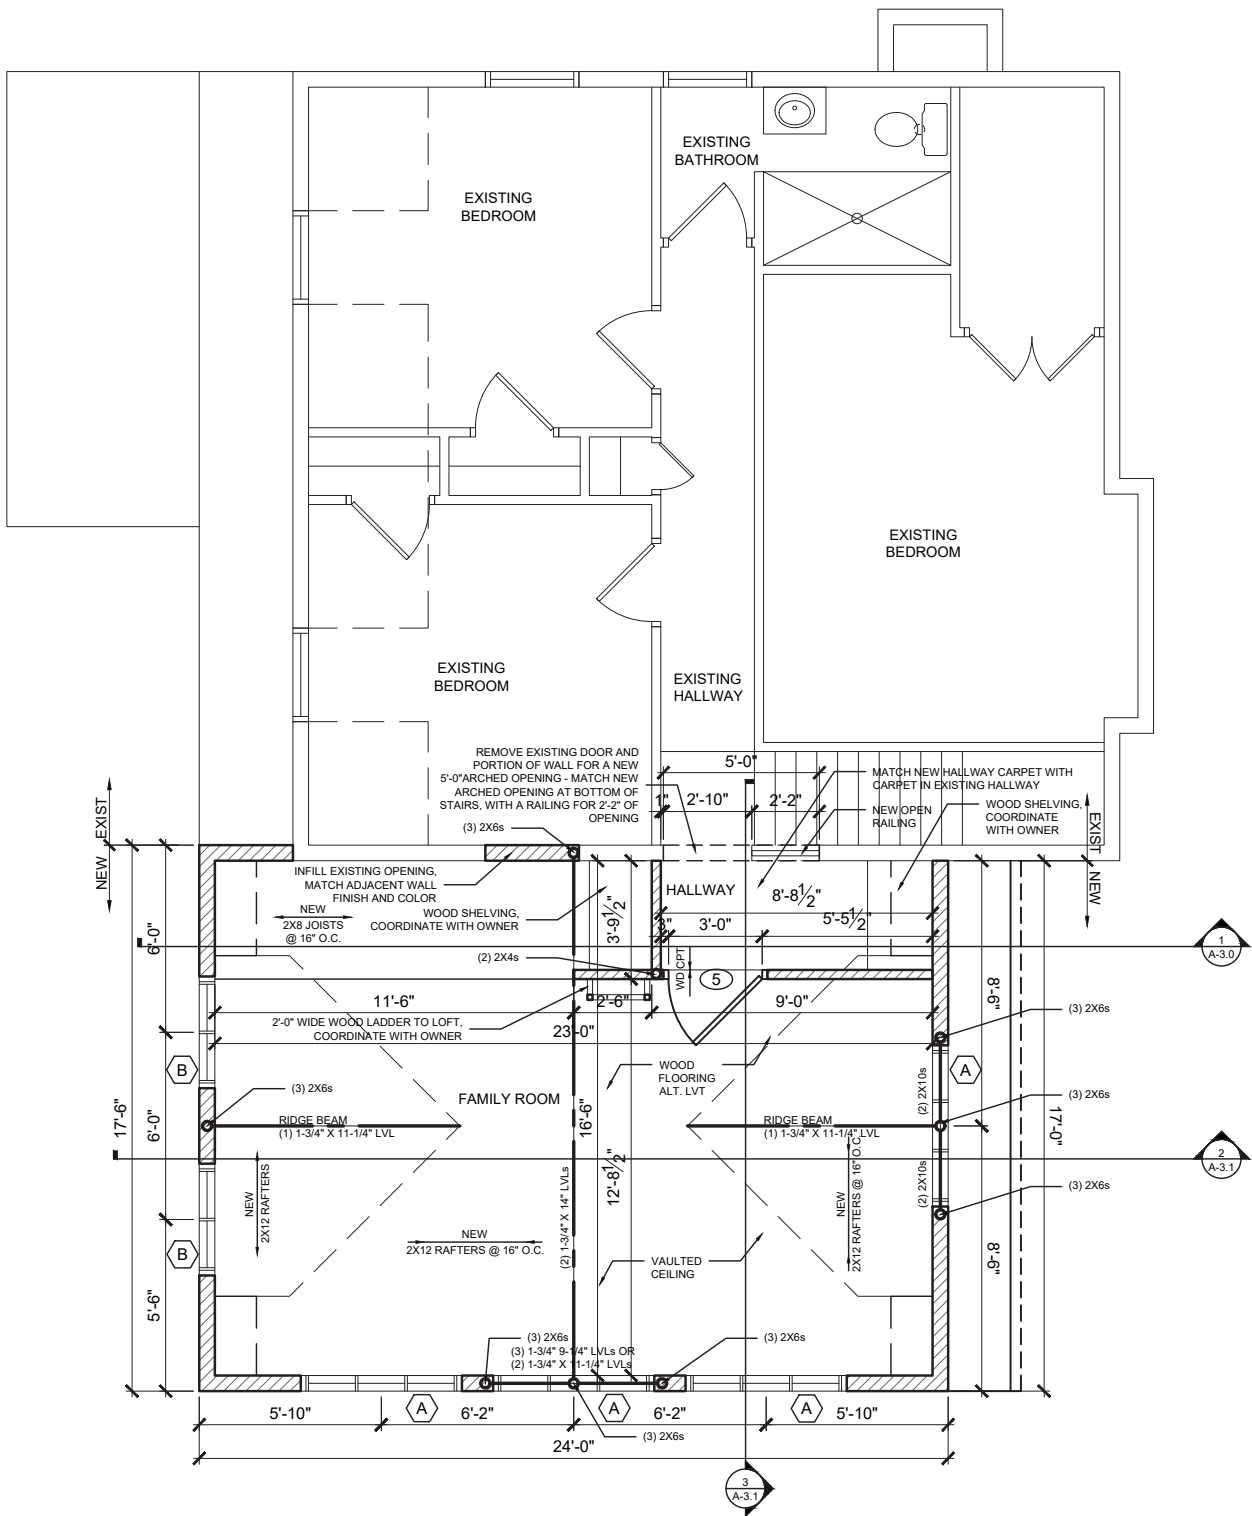 EXISTING
BATHROOM
EXISTING
BEDROOM
EXISTING
BEDROOM
EXISTING
BEDROOM
EXISTING
HALLWAY
REMOVE EXISTING DOOR AND
PORTION OF WALL FOR A NEW
5'-0"ARCHED OPENING - MATCH NEW
ARCHED OPENING AT BOTTOM OF
STAIRS, WITH A RAILING FOR 2'-2" OF
OPENING
5'-0"
1"
2'-10"
2'-2"
MATCH NEW HALLWAY CARPET WITH
CARPET IN EXISTING HALLWAY
NEW OPEN
RAILING
WOOD SHELVING,
COORDINATE
WITH OWNER
EXIST
NEW
EXIST
NEW
(3) 2X6s
INFILL EXISTING OPENING,
MATCH ADJACENT WALL
FINISH AND COLOR
NEW
2X8 JOISTS
@ 16" O.C.
WOOD SHELVING,
COORDINATE WITH OWNER
3'-9 1/2"
HALLWAY
8'-8 1/2"
3"
3'-0"
5'-5 1/2"
6'-0"
(2) 2X4s
WD
CPT
5
1
A-3.0
11'-6"
2'-6"
9'-0"
8'-6"
2'-0" WIDE WOOD LADDER TO LOFT,
COORDINATE WITH OWNER
23'-0"
(3) 2X6s
B
WOOD
FLOORING
ALT. LVT
(2) 2X10s
A
(3) 2X6s
FAMILY ROOM
(3) 2X6s
17'-6"
6'-0"
RIDGE BEAM
(1) 1-3/4" X 11-1/4" LVL
16'-6"
RIDGE BEAM
(1) 1-3/4" X 11-1/4" LVL
17'-0"
2
A-3.1
NEW
2X12 RAFTERS
12'-8 1/2"
(2) 1-3/4" X 14" LVLs
NEW
2X12 RAFTERS @ 16" O.C.
(2) 2X10s
(3) 2X6s
B
NEW
2X12 RAFTERS @ 16" O.C.
VAULTED
CEILING
8'-6"
5'-6"
(3) 2X6s
(3) 1-3/4" 9-1/4" LVLs OR
(2) 1-3/4" X 11-1/4" LVLs
(3) 2X6s
5'-10"
A
6'-2"
A
6'-2"
A
5'-10"
(3) 2X6s
24'-0"
3
A-3.1